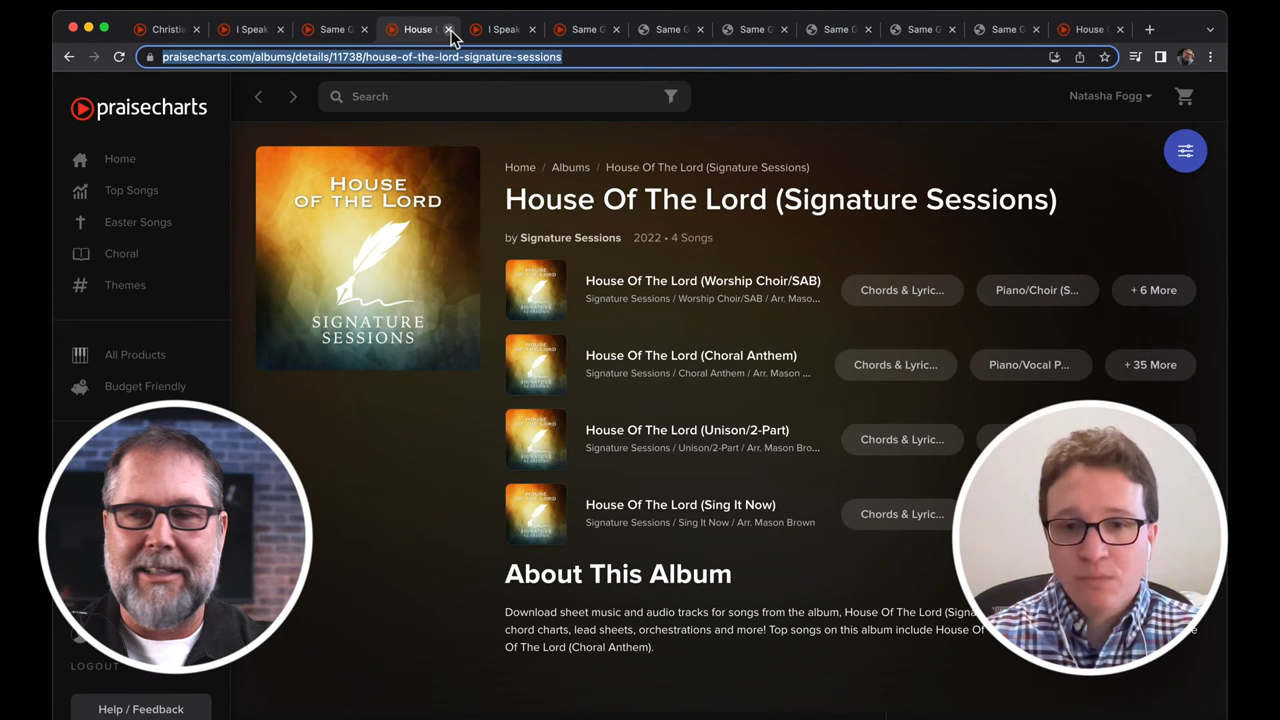 Christia
I Speak
Same G
House
I Speak
Same G
Same G
Same G
Same G
Same G
House
praisecharts.com/albums/details/11738/house-of-the-lord-signature-sessions
praisecharts
Search
Natasha Fogg
Home
Top Songs
Easter Songs
Choral
Themes
All Products
Budget Friendly
LOGOUT
Help / Feedback
HOUSE
OF THE LORD
SIGNATURE
SESSIONS
Home / Albums / House Of The Lord (Signature Sessions)
House Of The Lord (Signature Sessions)
by Signature Sessions 2022 • 4 Songs
House Of The Lord (Worship Choir/SAB)
Signature Sessions / Worship Choir/SAB / Arr. Maso...
Chords & Lyric...
Piano/Choir (S...
+ 6 More
House Of The Lord (Choral Anthem)
Signature Sessions / Choral Anthem / Arr. Mason ...
Chords & Lyric...
Piano/Vocal P...
+ 35 More
House Of The Lord (Unison/2-Part)
Signature Sessions / Unison/2-Part / Arr. Mason Bro...
Chords & Lyric...
House Of The Lord (Sing It Now)
Signature Sessions / Sing It Now / Arr. Mason Brown
Chords & Lyric...
About This Album
Download sheet music and audio tracks for songs from the album, House Of The Lord (Signa
chord charts, lead sheets, orchestrations and more! Top songs on this album include House O
Of The Lord (Choral Anthem).